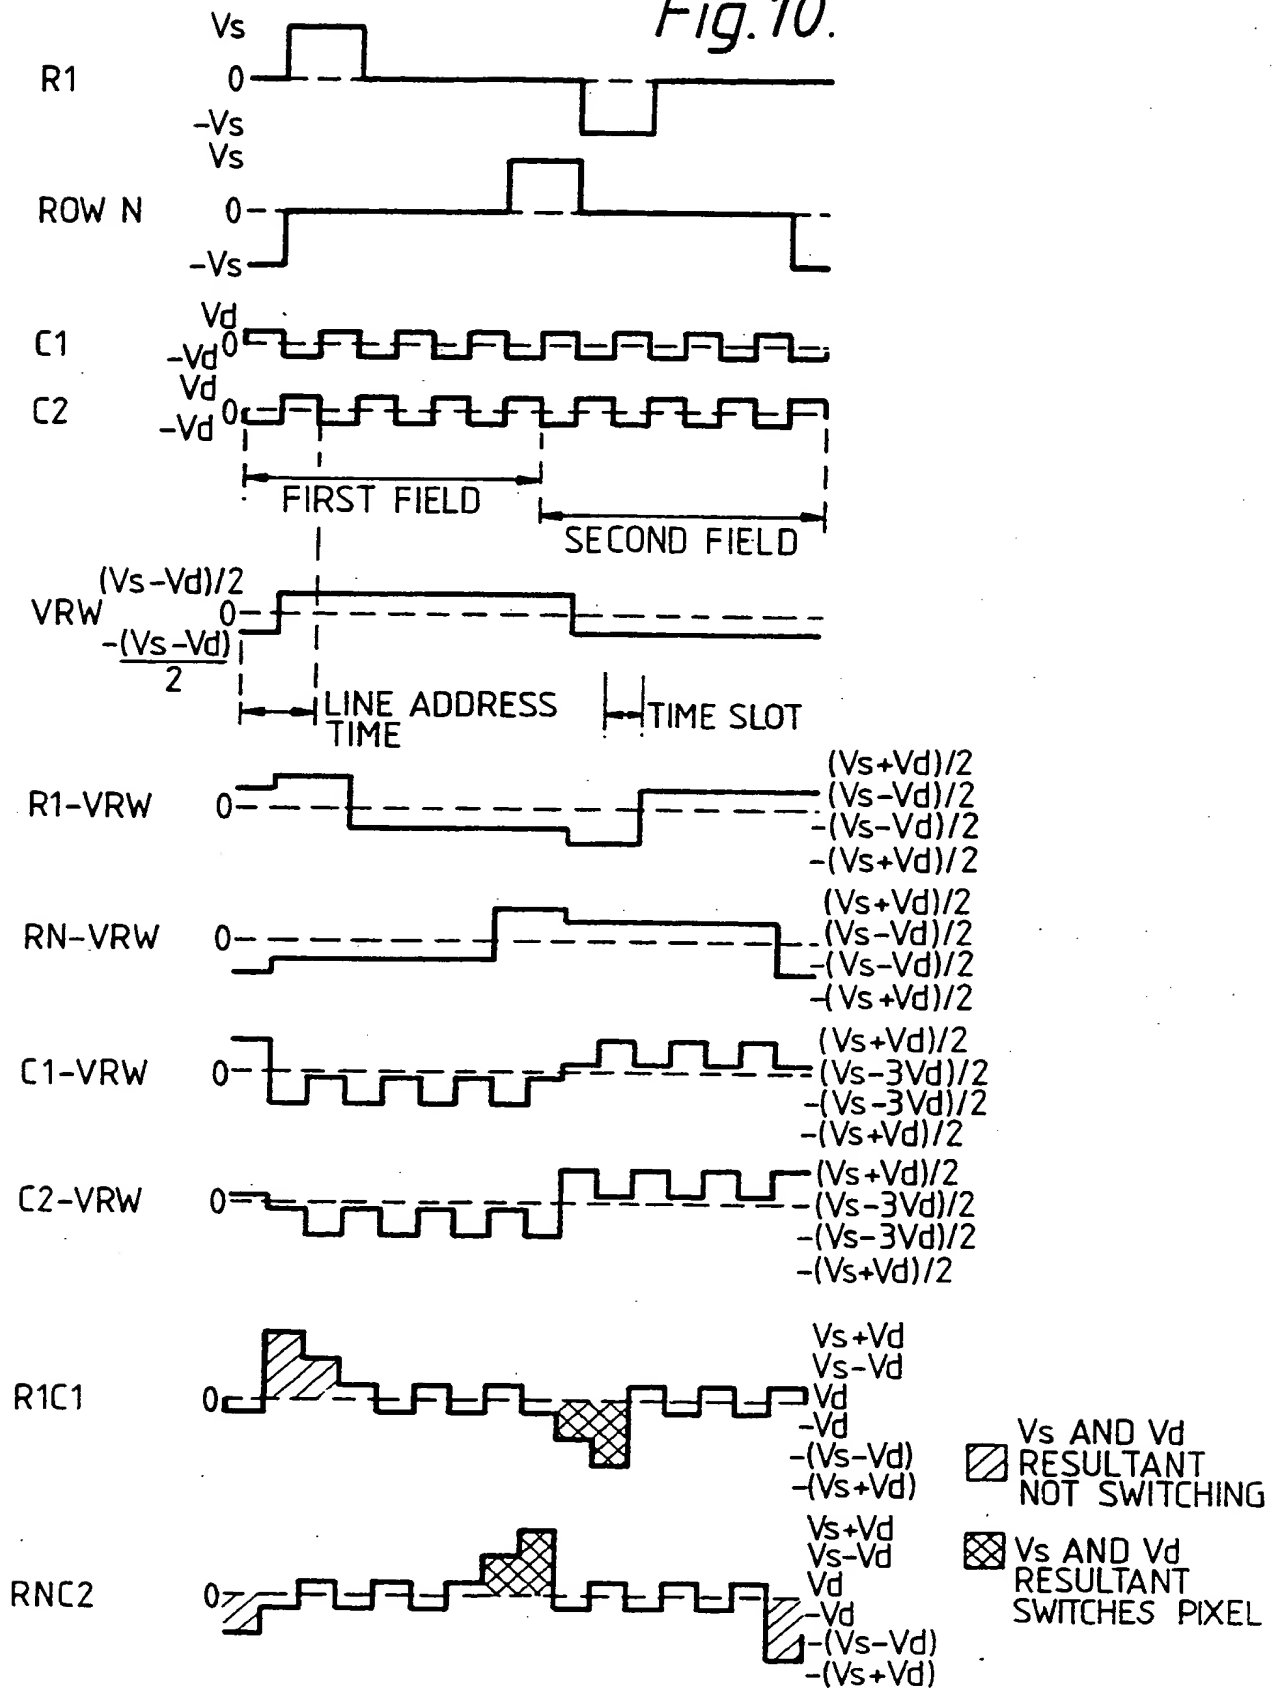 Fig.10.
Vs
R1
0
-Vs
Vs
ROW N
0
-Vs
Vd
C1
0
-Vd
Vd
C2
0
-Vd
FIRST FIELD
SECOND FIELD
(Vs-Vd)/2
VRW
0
-(Vs-Vd)
2
LINE ADDRESS
TIME
TIME SLOT
(Vs+Vd)/2
R1-VRW
0
(Vs-Vd)/2
-(Vs-Vd)/2
-(Vs+Vd)/2
(Vs+Vd)/2
RN-VRW
0
(Vs-Vd)/2
-(Vs-Vd)/2
-(Vs+Vd)/2
(Vs+Vd)/2
C1-VRW
0
(Vs-3Vd)/2
-(Vs-3Vd)/2
-(Vs+Vd)/2
(Vs+Vd)/2
C2-VRW
0
(Vs-3Vd)/2
-(Vs-3Vd)/2
-(Vs+Vd)/2
Vs+Vd
Vs-Vd
R1C1
0
Vd
-Vd
-(Vs-Vd)
-(Vs+Vd)
Vs AND Vd
RESULTANT
NOT SWITCHING
Vs+Vd
Vs-Vd
RNC2
0
Vd
-Vd
-(Vs-Vd)
-(Vs+Vd)
Vs AND Vd
RESULTANT
SWITCHES PIXEL